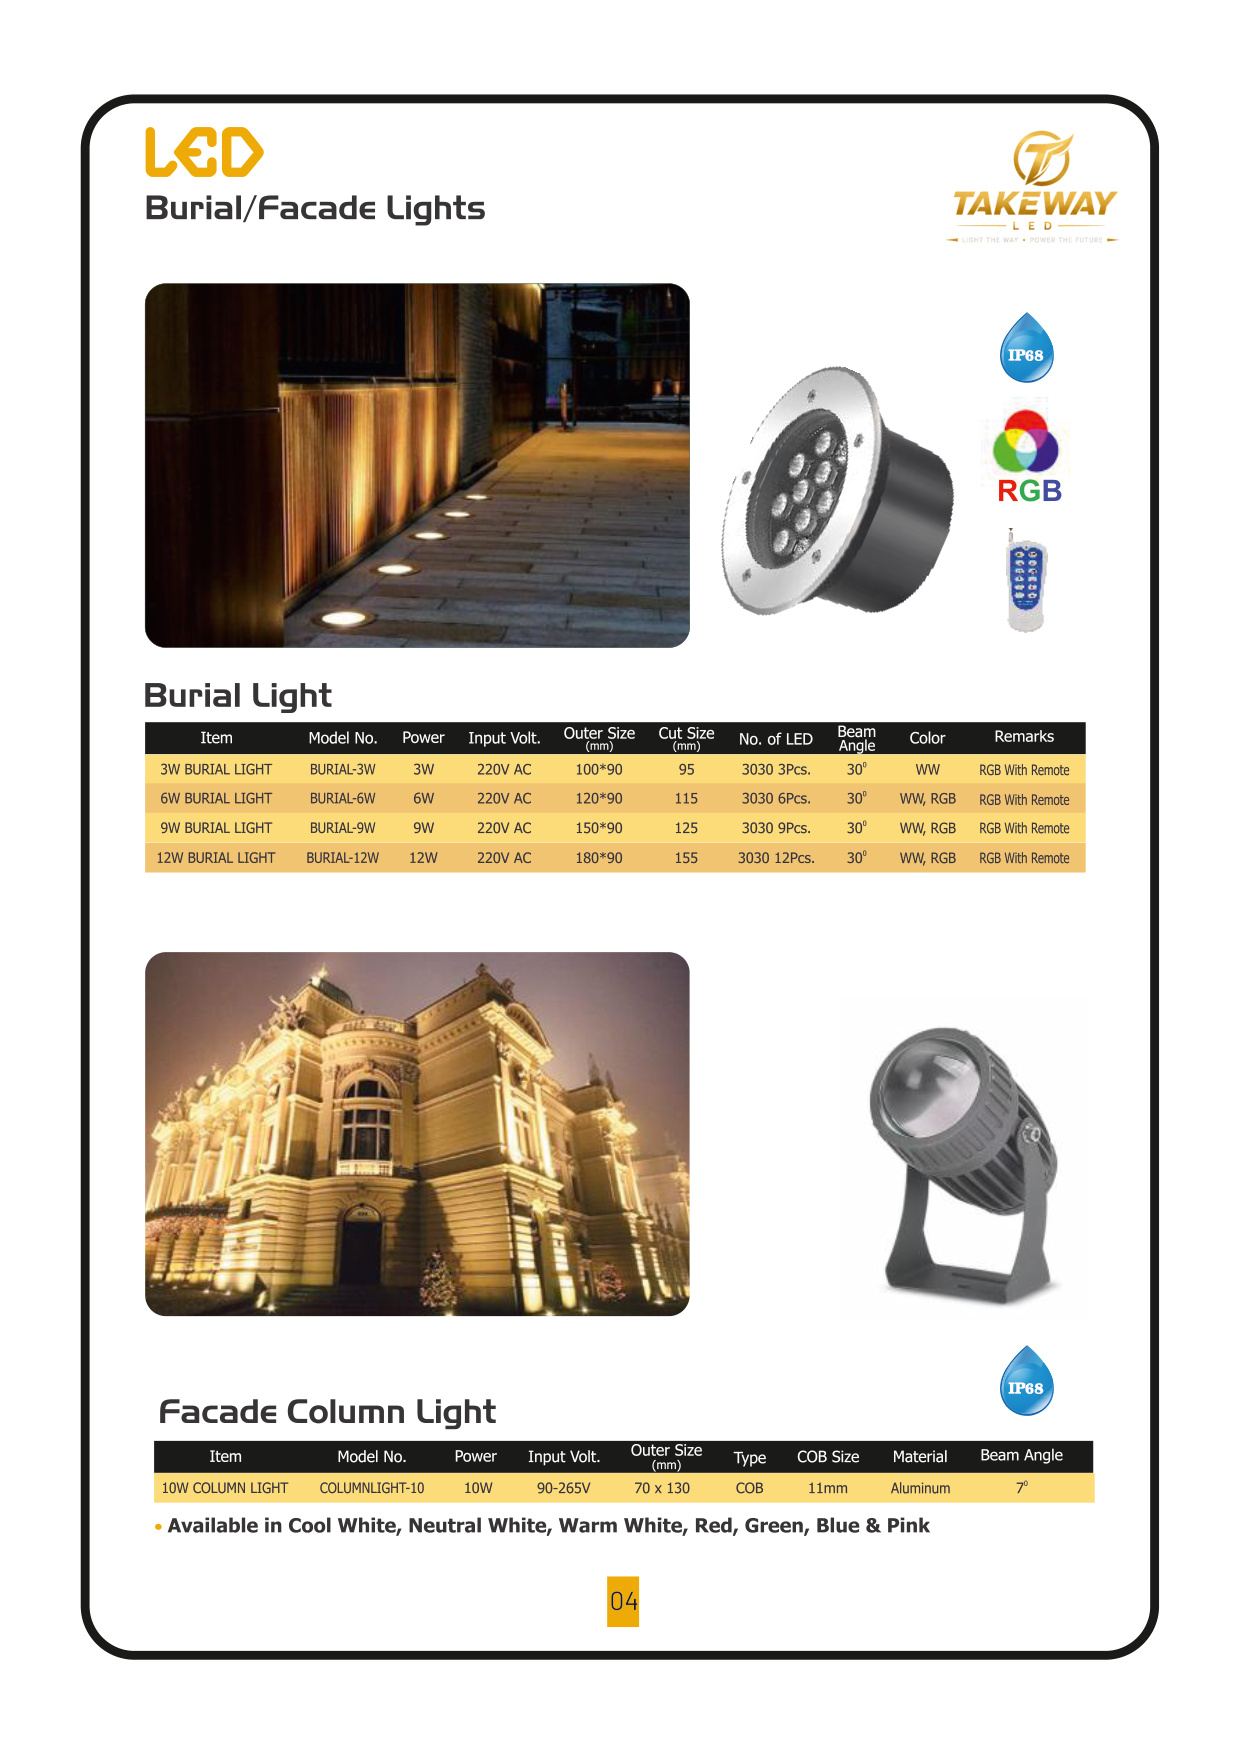 LED
Burial/Facade Lights
TAKEWAY
LED
LIGHT THE WAY • POWER THE FUTURE
IP68
RGB
Burial Light
Item Model No. Power Input Volt. Outer Size (mm) Cut Size (mm) No. of LED Beam Angle Color Remarks
3W BURIAL LIGHT BURIAL-3W 3W 220V AC 100*90 95 3030 3Pcs. 30⁰ WW RGB With Remote
6W BURIAL LIGHT BURIAL-6W 6W 220V AC 120*90 115 3030 6Pcs. 30⁰ WW, RGB RGB With Remote
9W BURIAL LIGHT BURIAL-9W 9W 220V AC 150*90 125 3030 9Pcs. 30⁰ WW, RGB RGB With Remote
12W BURIAL LIGHT BURIAL-12W 12W 220V AC 180*90 155 3030 12Pcs. 30⁰ WW, RGB RGB With Remote
IP68
Facade Column Light
Item Model No. Power Input Volt. Outer Size (mm) Type COB Size Material Beam Angle
10W COLUMN LIGHT COLUMNLIGHT-10 10W 90-265V 70 x 130 COB 11mm Aluminum 7⁰
• Available in Cool White, Neutral White, Warm White, Red, Green, Blue & Pink
04